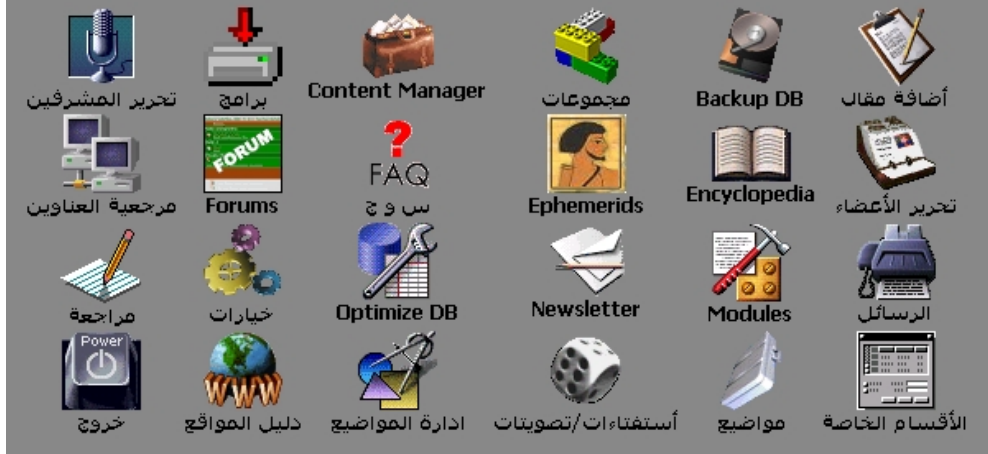 أضافة مقال
Backup DB
مجموعات
Content Manager
برامج
تحرير المشرفين
تحرير الأعضاء
Encyclopedia
Ephemerids
FAQ
س و ج
FORUM
Forums
مرجعية العناوين
الرسائل
Modules
Newsletter
Optimize DB
خيارات
مراجعة
الأقسام الخاصة
مواضيع
أستفتاءات/تصويتات
ادارة المواضيع
WWW
دليل المواقع
Power
خروج